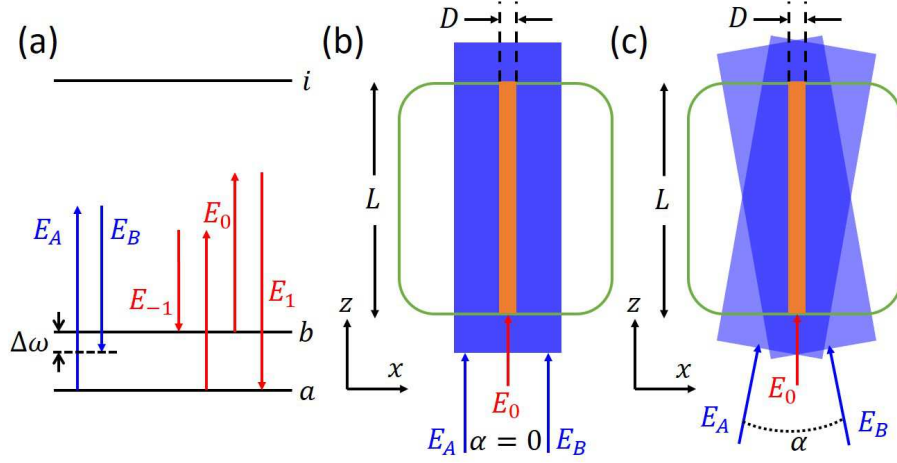 (a)
i
E_A
E_B
E_0
E_{-1}
E_1
b
Δω
a
(b)
D
L
z
x
E_0
E_A
α = 0
E_B
(c)
D
L
z
x
E_0
E_A
α
E_B